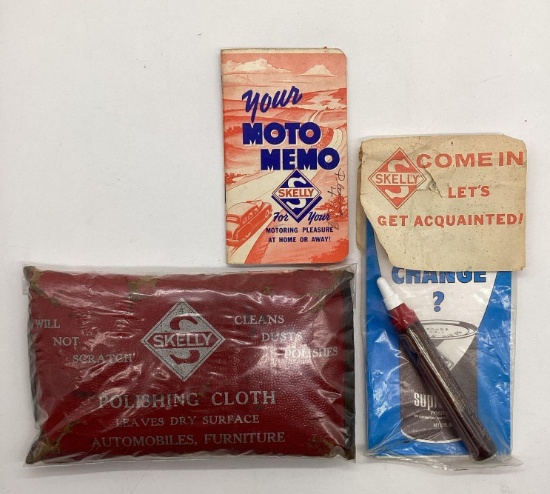 Your
MOTO
MEMO
S
SKELLY
For Your
MOTORING PLEASURE
AT HOME OR AWAY!
S
SKELLY
COME IN
LET'S
GET ACQUAINTED!
CHANGE
?
WILL
NOT
SCRATCH
S
SKELLY
CLEANS
DUSTS
POLISHES
POLISHING CLOTH
LEAVES DRY SURFACE
AUTOMOBILES, FURNITURE